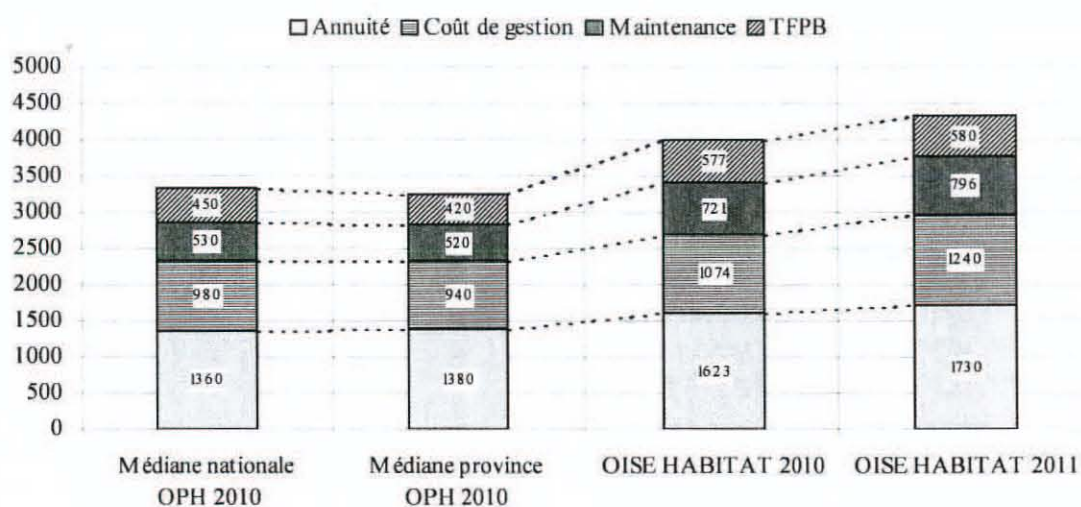 Annuité Coût de gestion Maintenance TFPB
5000
4500
4000
3500
3000
2500
2000
1500
1000
500
0
450 420 577 580
530 520 721 796
980 940 1074 1240
1360 1380 1623 1730
Médiane nationale OPH 2010
Médiane province OPH 2010
OISE HABITAT 2010
OISE HABITAT 2011